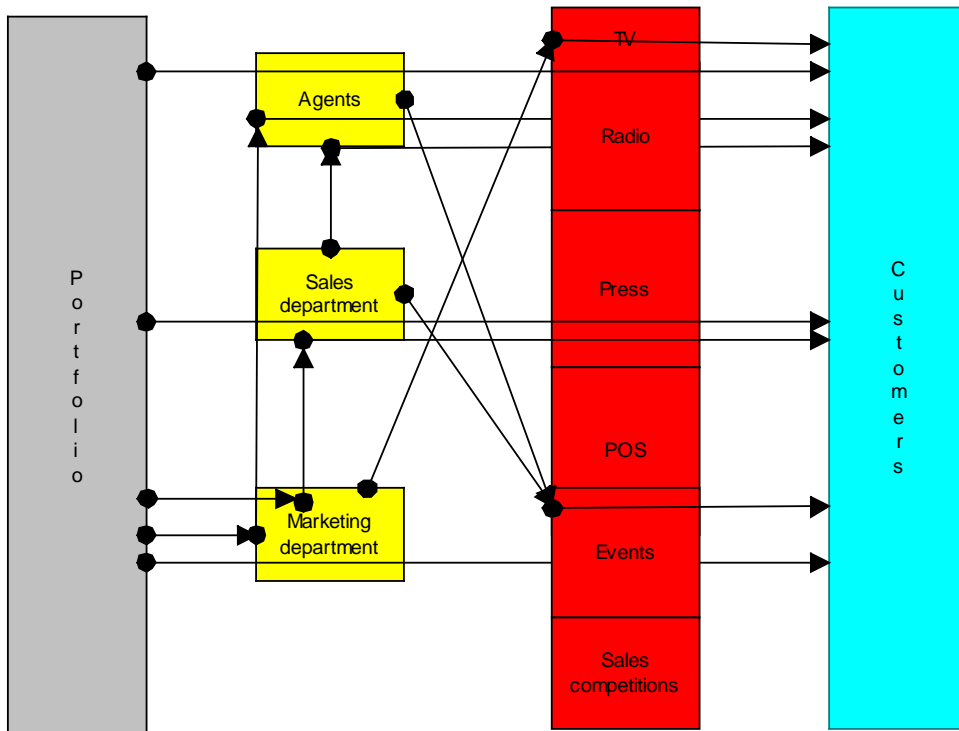 Portfolio
Agents
Sales
department
Marketing
department
TV
Radio
Press
POS
Events
Sales
competitions
Customers